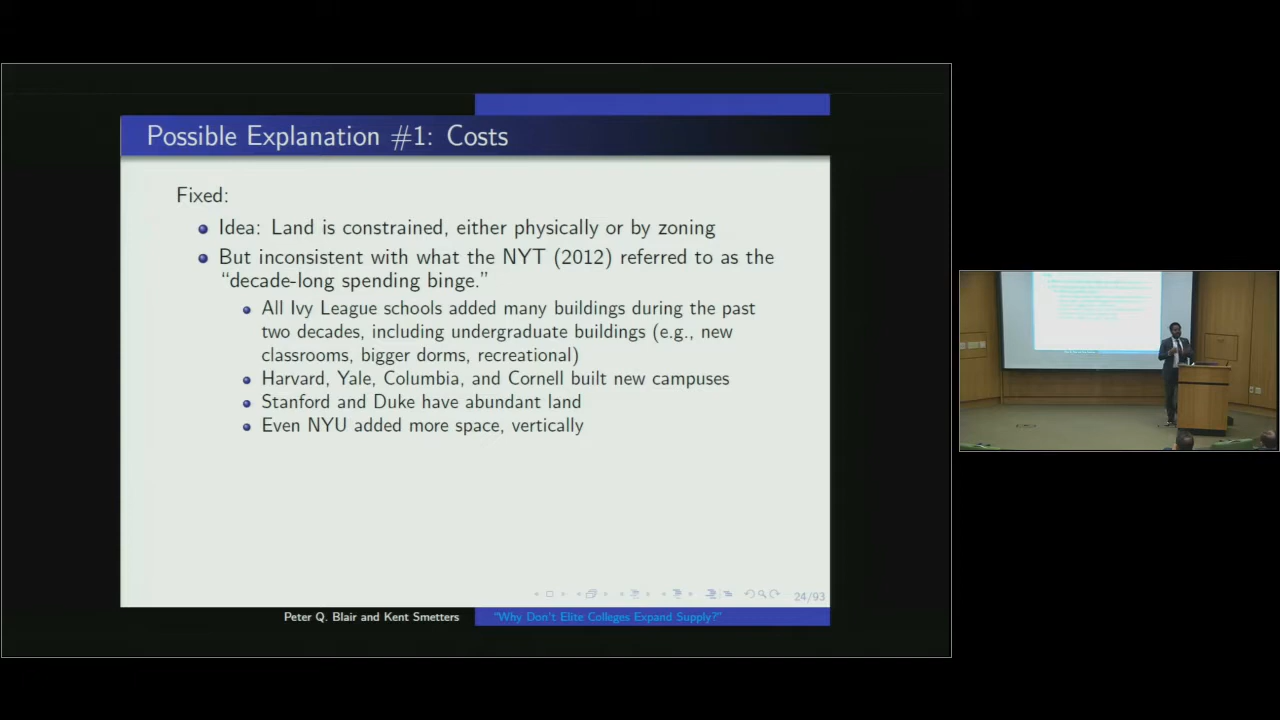 Possible Explanation #1: Costs
Fixed:
Idea: Land is constrained, either physically or by zoning
But inconsistent with what the NYT (2012) referred to as the
“decade-long spending binge.”
All Ivy League schools added many buildings during the past
two decades, including undergraduate buildings (e.g., new
classrooms, bigger dorms, recreational)
Harvard, Yale, Columbia, and Cornell built new campuses
Stanford and Duke have abundant land
Even NYU added more space, vertically
24/93
Peter Q. Blair and Kent Smetters
"Why Don't Elite Colleges Expand Supply?"